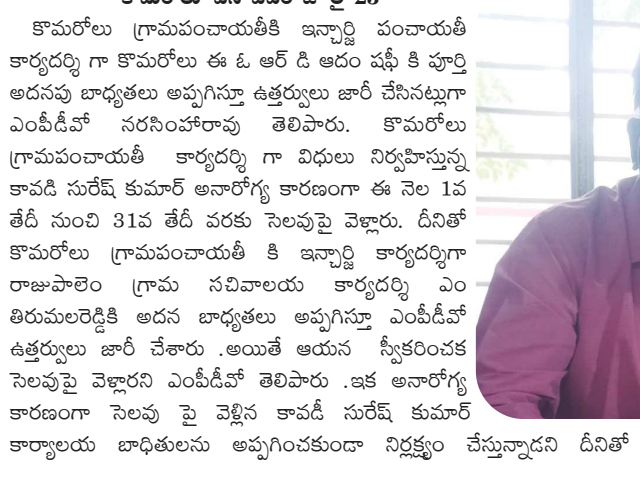 కొమరోలు గ్రామపంచాయతీకి ఇన్చార్జి పంచాయతీ
కార్యదర్శి గా కొమరోలు ఈ ఓ ఆర్ డి ఆదం షఫీ కి పూర్తి
అదనపు బాధ్యతలు అప్పగిస్తూ ఉత్తర్వులు జారీ చేసినట్లుగా
ఎంపీడీవో నరసింహారావు తెలిపారు. కొమరోలు
గ్రామపంచాయతీ కార్యదర్శి గా విధులు నిర్వహిస్తున్న
కావడి సురేష్ కుమార్ అనారోగ్య కారణంగా ఈ నెల 1వ
తేదీ నుంచి 31వ తేదీ వరకు సెలవుపై వెళ్లారు. దీనితో
కొమరోలు గ్రామపంచాయతీ కి ఇన్చార్జి కార్యదర్శిగా
రాజుపాలెం గ్రామ సచివాలయ కార్యదర్శి ఎం
తిరుమలరెడ్డికి అదన బాధ్యతలు అప్పగిస్తూ ఎంపీడీవో
ఉత్తర్వులు జారీ చేశారు .అయితే ఆయన స్వీకరించక
సెలవుపై వెళ్లారని ఎంపీడీవో తెలిపారు .ఇక అనారోగ్య
కారణంగా సెలవు పై వెళ్లిన కావడీ సురేష్ కుమార్
కార్యాలయ బాధితులను అప్పగించకుండా నిర్లక్ష్యం చేస్తున్నాడని దీనితో